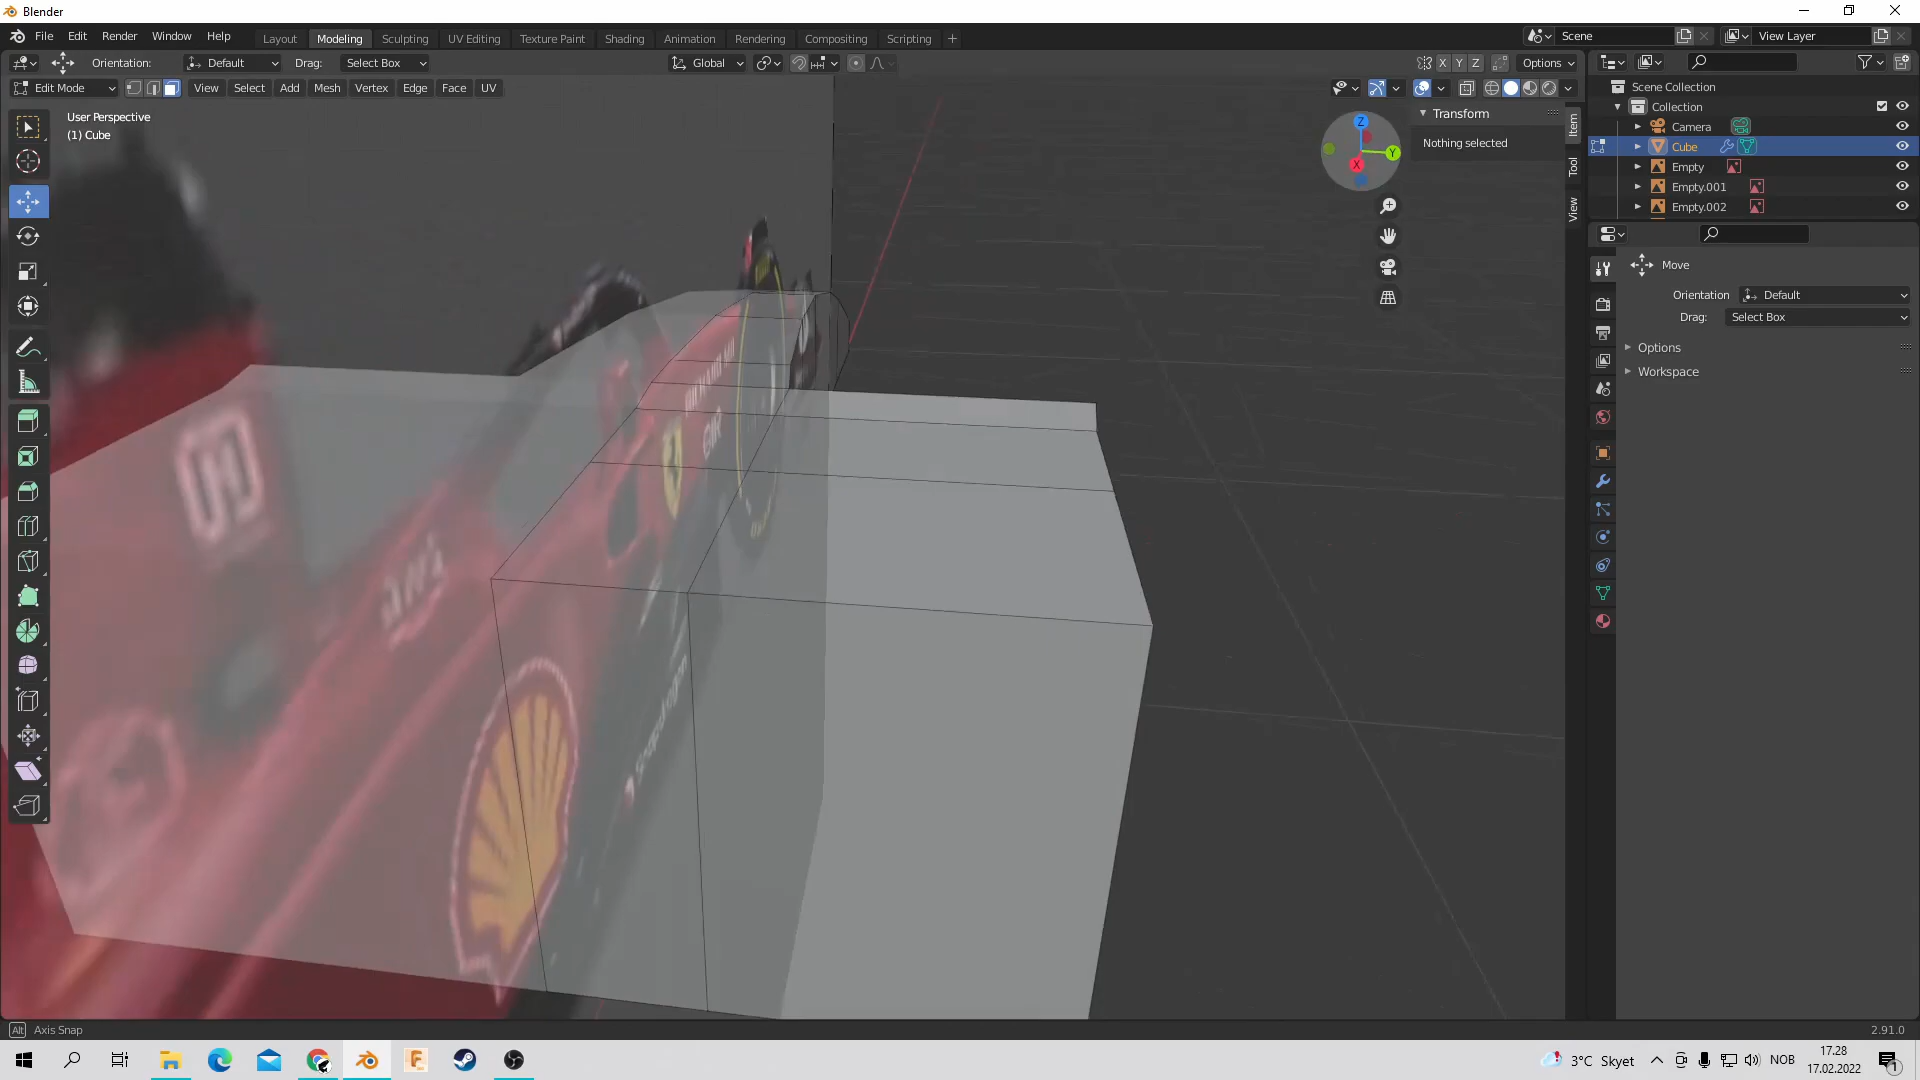 Blender
File Edit Render Window Help
Layout Modeling Sculpting UV Editing Texture Paint Shading Animation Rendering Compositing Scripting +
Scene
View Layer
Orientation: Default Drag: Select Box
Global
X Y Z
Options
Edit Mode
View Select Add Mesh Vertex Edge Face UV
User Perspective
(1) Cube
Z
Y
X
Transform
Nothing selected
Item
Tool
View
Scene Collection
Collection
Camera
Cube
Empty
Empty.001
Empty.002
Move
Orientation Default
Drag: Select Box
Options
Workspace
Alt Axis Snap
2.91.0
3°C Skyet
NOB
17.28
17.02.2022
1